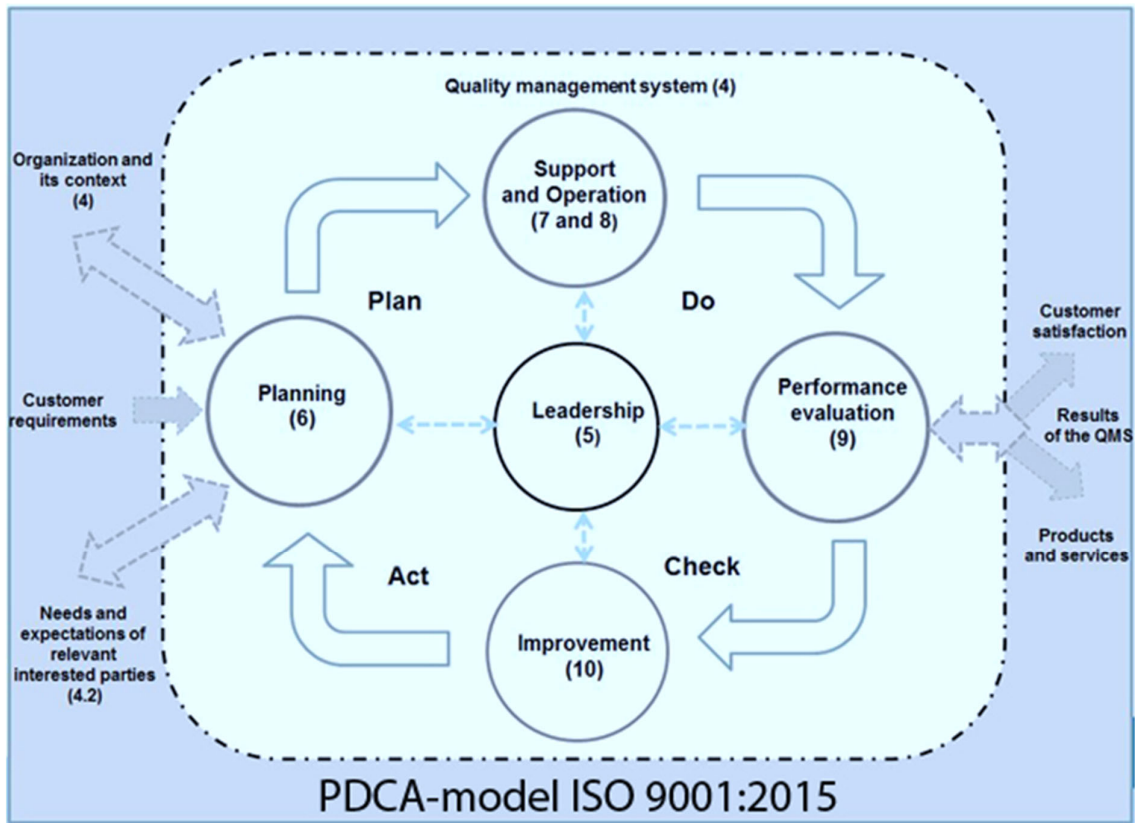 Quality management system (4)
Organization and
its context
(4)
Support
and Operation
(7 and 8)
Plan
Do
Customer
satisfaction
Customer
requirements
Planning
(6)
Leadership
(5)
Performance
evaluation
(9)
Results
of the QMS
Products
and services
Act
Check
Needs and
expectations of
relevant
interested parties
(4.2)
Improvement
(10)
PDCA-model ISO 9001:2015